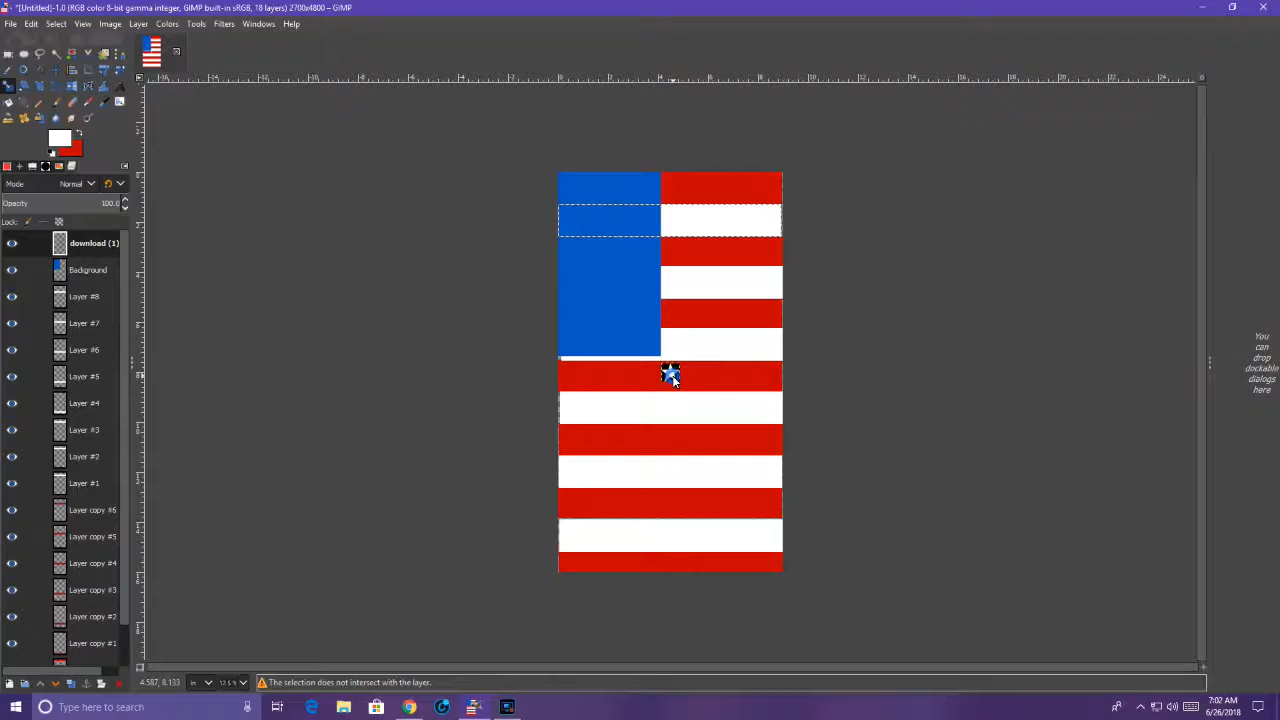 *[Untitled]-1.0 (RGB color 8-bit gamma integer, GIMP built-in sRGB, 18 layers) 2700x4800 – GIMP
File Edit Select View Image Layer Colors Tools Filters Windows Help
Mode Normal
Opacity 100.0
Lock:
download (1)
Background
Layer #8
Layer #7
Layer #6
Layer #5
Layer #4
Layer #3
Layer #2
Layer #1
Layer copy #6
Layer copy #5
Layer copy #4
Layer copy #3
Layer copy #2
Layer copy #1
You
can
drop
dockable
dialogs
here
4.587, 8.133 in 12.5% The selection does not intersect with the layer.
Type here to search
7:02 AM
6/26/2018